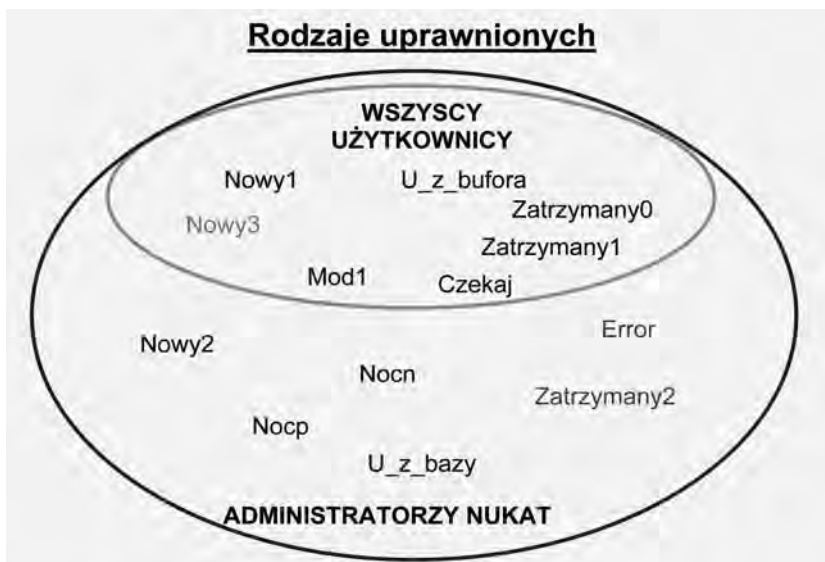 Rodzaje uprawnionych
WSZYSCY
UŻYTKOWNICY
Nowy1
U_z_bufora
Zatrzymany0
Nowy3
Zatrzymany1
Mod1
Czekaj
Error
Nowy2
Nocn
Zatrzymany2
Nocp
U_z_bazy
ADMINISTRATORZY NUKAT